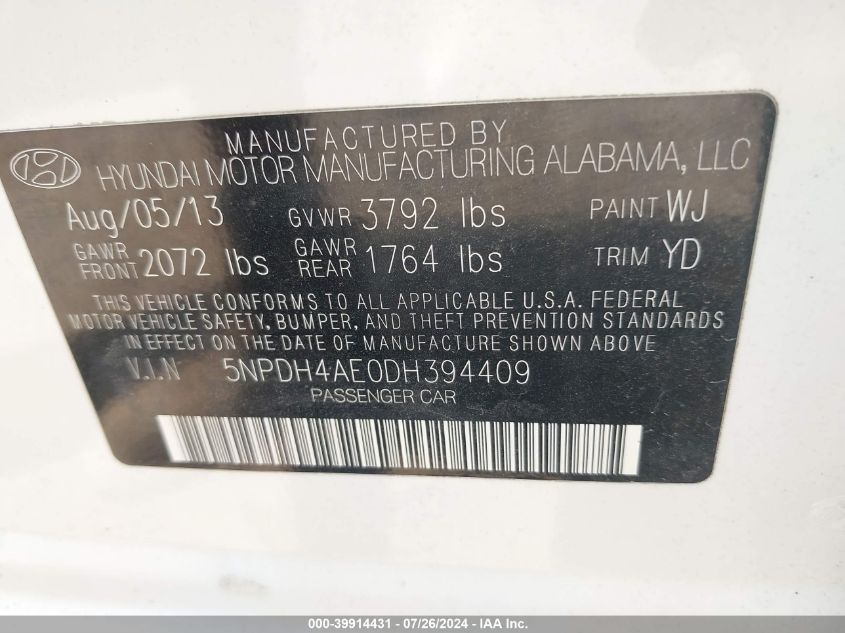 MANUFACTURED BY
HYUNDAI MOTOR MANUFACTURING ALABAMA, LLC
Aug/05/13 GVWR 3792 lbs PAINT WJ
GAWR FRONT 2072 lbs GAWR REAR 1764 lbs TRIM YD
THIS VEHICLE CONFORMS TO ALL APPLICABLE U.S.A. FEDERAL
MOTOR VEHICLE SAFETY, BUMPER, AND THEFT PREVENTION STANDARDS
IN EFFECT ON THE DATE OF MANUFACTURE SHOWN ABOVE
V.I.N 5NPDH4AE0DH394409
PASSENGER CAR
000-39914431 - 07/26/2024 - IAA Inc.